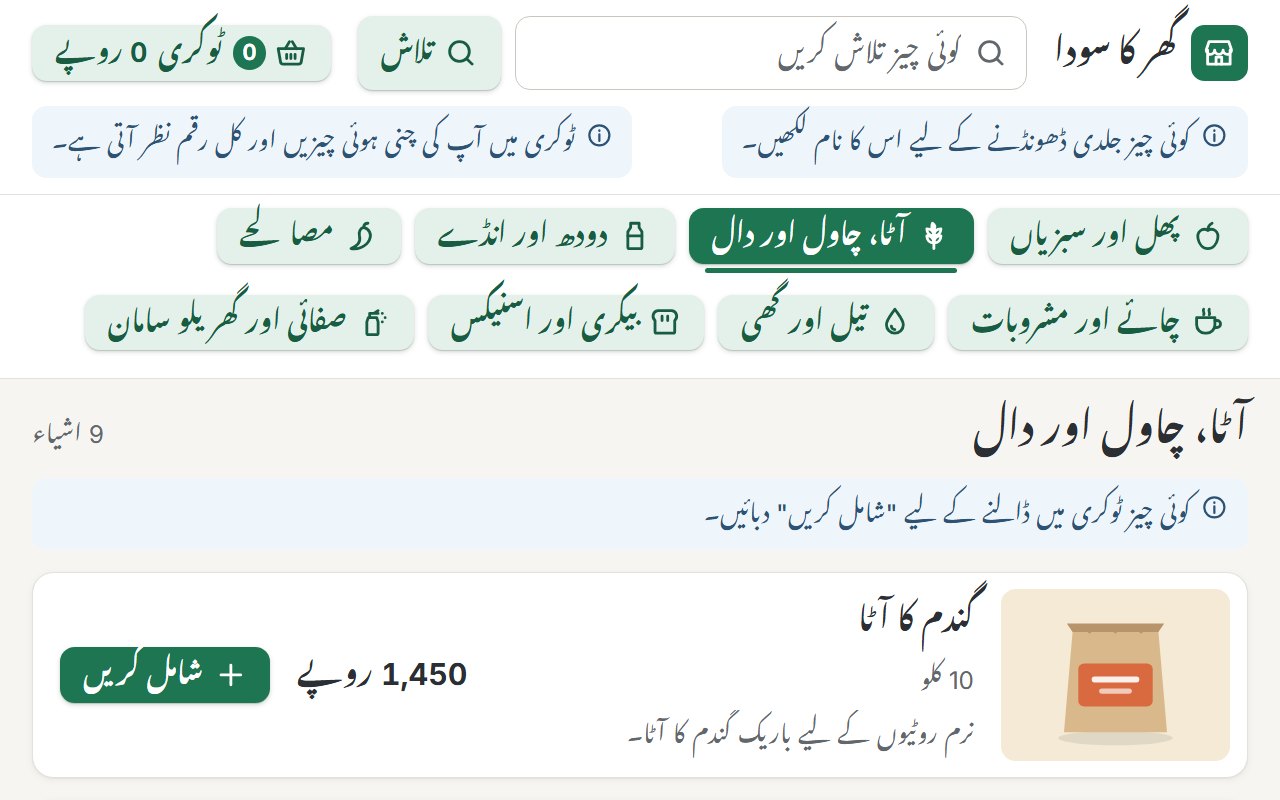 گھر کا سودا
کوئی چیز تلاش کریں
تلاش
0 ٹوکری 0 روپے
کوئی چیز جلدی ڈھونڈنے کے لیے اس کا نام لکھیں۔
ٹوکری میں آپ کی چنی ہوئی چیزیں اور کل رقم نظر آتی ہے۔
پھل اور سبزیاں
آٹا، چاول اور دال
دودھ اور انڈے
مصالحے
چائے اور مشروبات
تیل اور گھی
بیکری اور اسنیکس
صفائی اور گھریلو سامان
آٹا، چاول اور دال
9 اشیاء
کوئی چیز ٹوکری میں ڈالنے کے لیے "شامل کریں" دبائیں۔
گندم کا آٹا
10 کلو
نرم روٹیوں کے لیے باریک گندم کا آٹا۔
1,450 روپے
شامل کریں